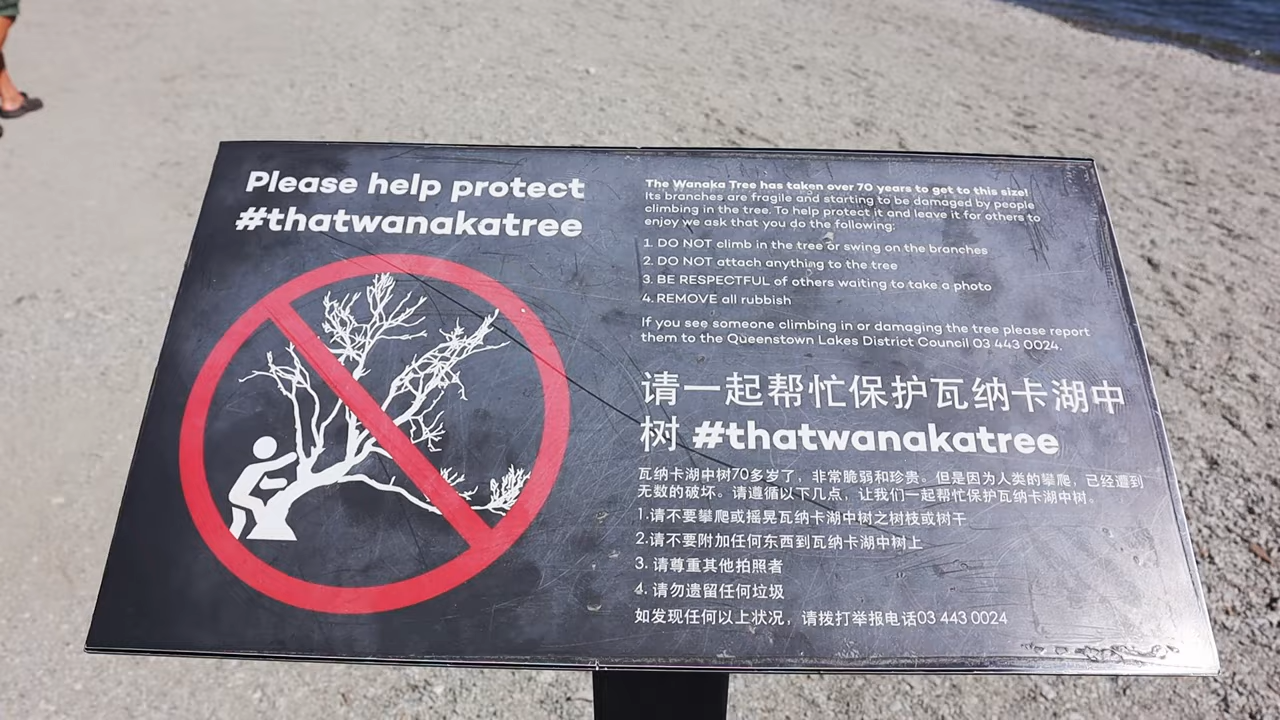 Please help protect
#thatwanakatree
The Wanaka Tree has taken over 70 years to get to this size!
Its branches are fragile and starting to be damaged by people
climbing in the tree. To help protect it and leave it for others to
enjoy we ask that you do the following:
1. DO NOT climb in the tree or swing on the branches
2. DO NOT attach anything to the tree
3. BE RESPECTFUL of others waiting to take a photo
4. REMOVE all rubbish
If you see someone climbing in or damaging the tree please report
them to the Queenstown Lakes District Council 03 443 0024.
请一起帮忙保护瓦纳卡湖中
树 #thatwanakatree
瓦纳卡湖中树70多岁了，非常脆弱和珍贵。但是因为人类的攀爬，已经遭到
无数的破坏。请遵循以下几点，让我们一起帮忙保护瓦纳卡湖中树。
1.请不要攀爬或摇晃瓦纳卡湖中树之树枝或树干
2.请不要附加任何东西到瓦纳卡湖中树上
3. 请尊重其他拍照者
4. 请勿遗留任何垃圾
如发现任何以上状况，请拨打举报电话03 443 0024